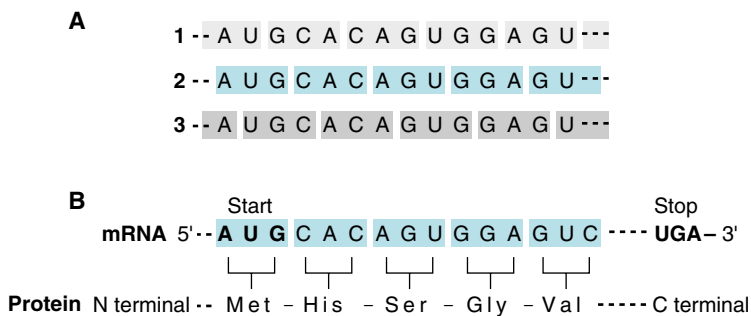 A
1 -- A U G C A C A G U G G A G U ---
2 -- A U G C A C A G U G G A G U ---
3 -- A U G C A C A G U G G A G U ---
B
Start Stop
mRNA 5' -- A U G C A C A G U G G A G U C ---- UGA – 3'
Protein N terminal -- Met – His – Ser – Gly – Val ----- C terminal